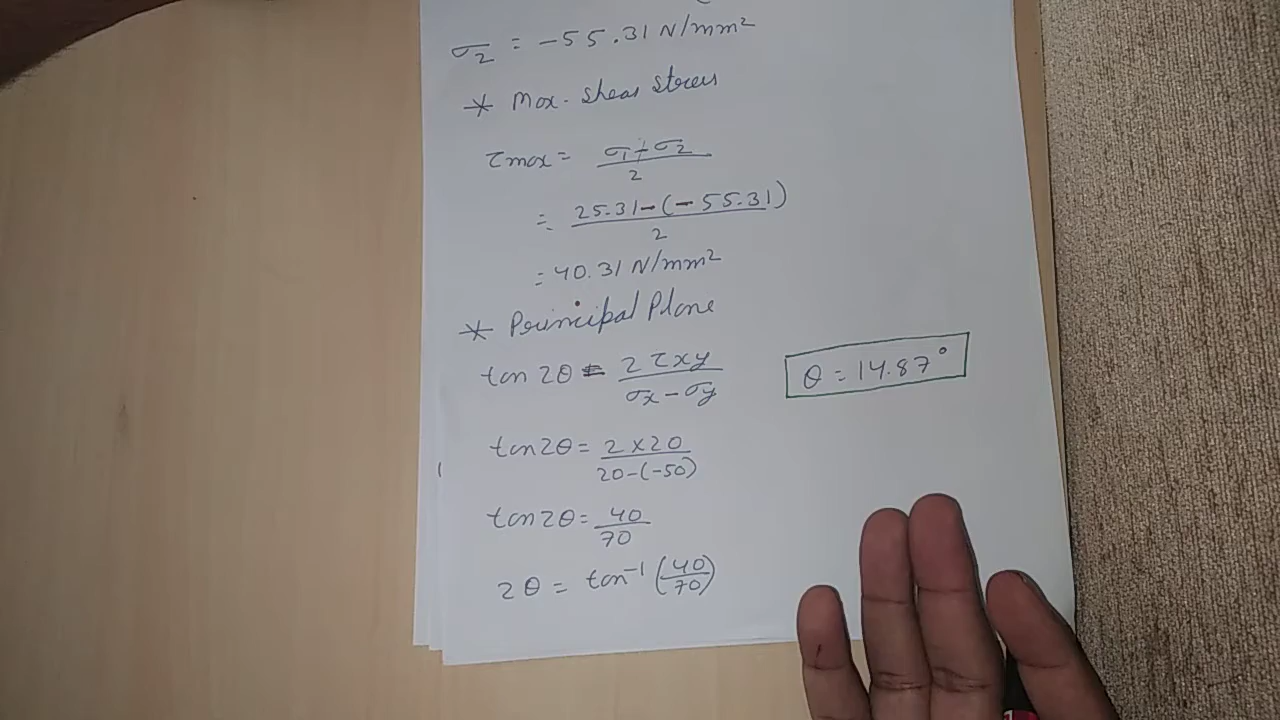 σ₂ = -55.31 N/mm²
* Max. Shear Stress
τmax = σ₁+σ₂/2
= 25.31-(-55.31)/2
= 40.31 N/mm²
* Principal Plane
tan 2θ = 2 τxy/σx-σy
θ = 14.87°
tan2θ = 2×20/20-(-50)
tan2θ = 40/70
2θ = tan⁻¹(40/70)